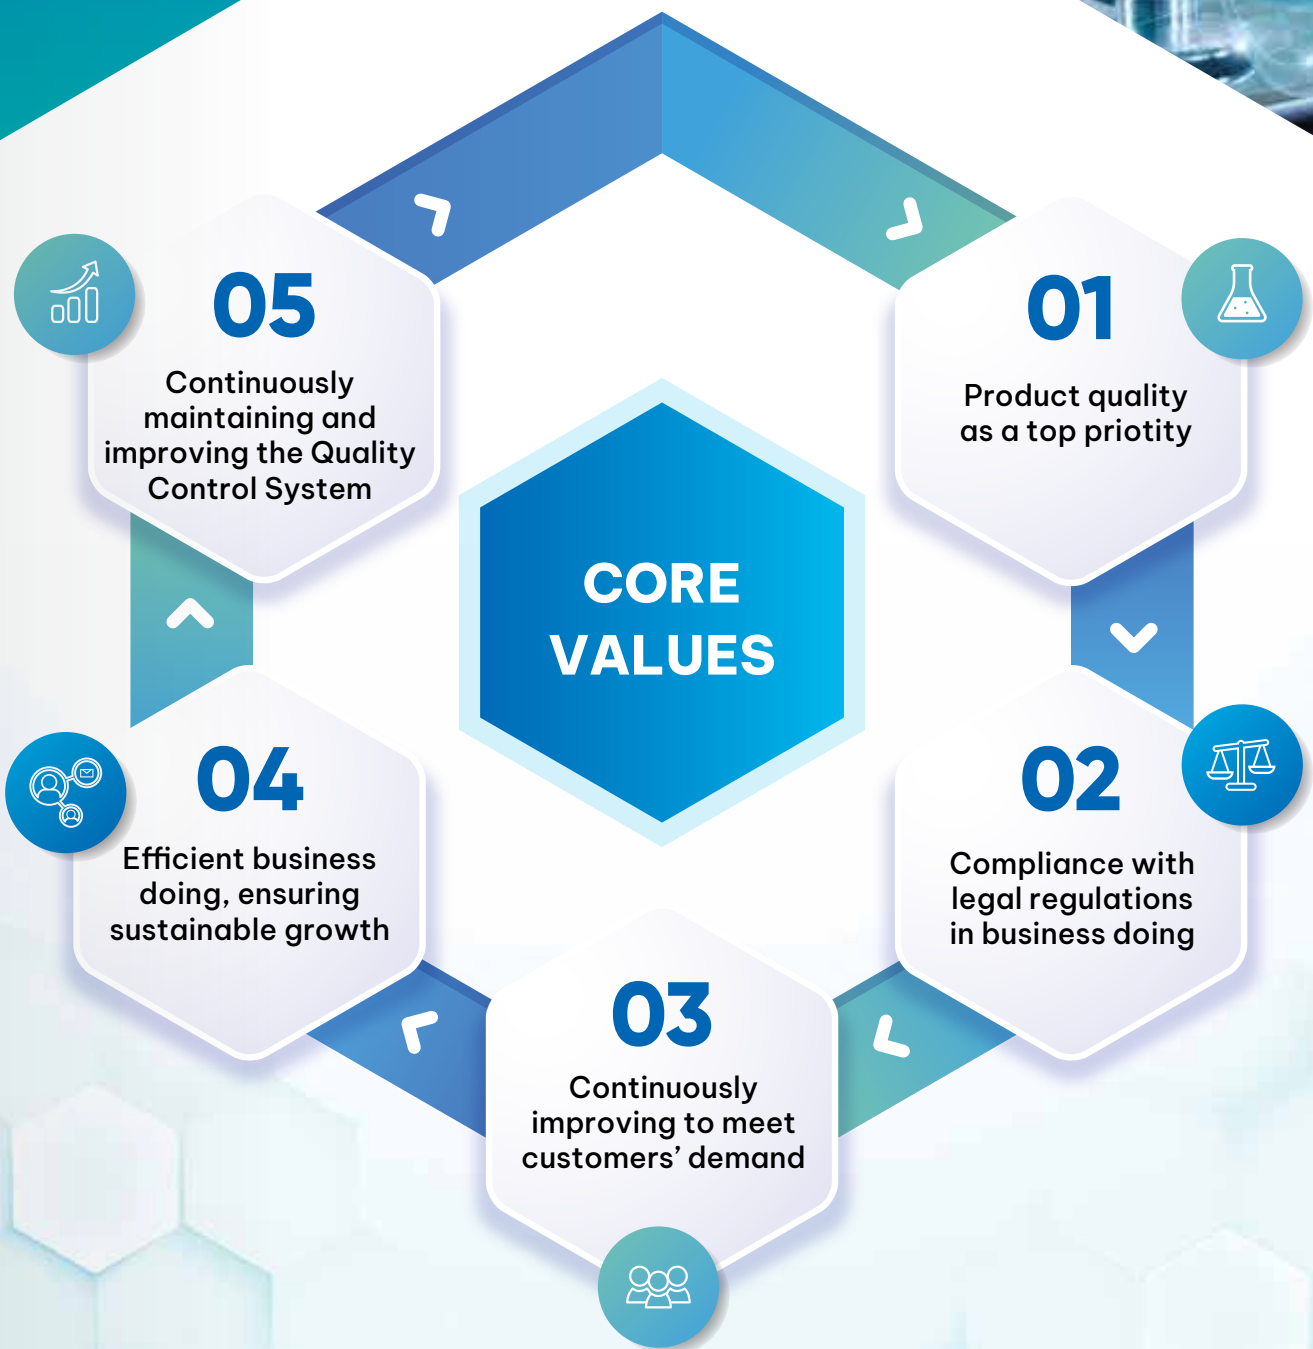 CORE
VALUES
01
Product quality
as a top priotity
02
Compliance with
legal regulations
in business doing
03
Continuously
improving to meet
customers’ demand
04
Efficient business
doing, ensuring
sustainable growth
05
Continuously
maintaining and
improving the Quality
Control System